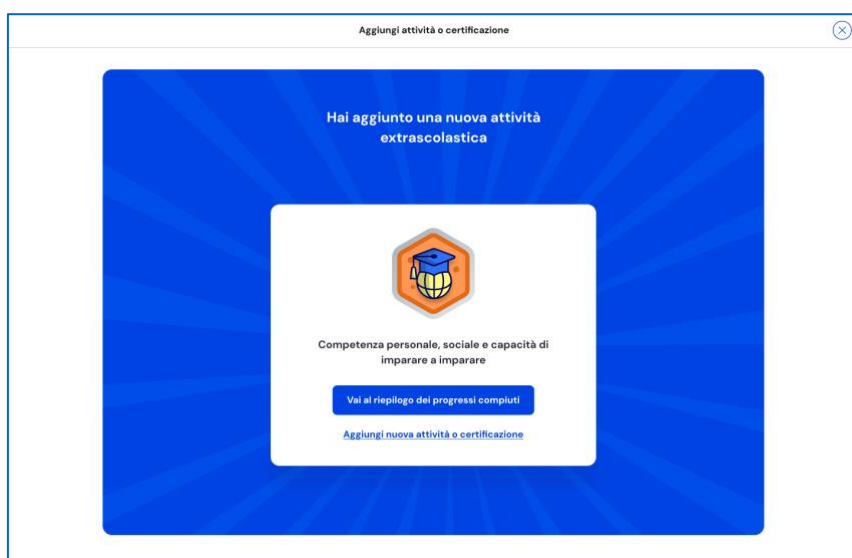 Aggiungi attività o certificazione
Hai aggiunto una nuova attività
extrascolastica
Competenza personale, sociale e capacità di
imparare a imparare
Vai al riepilogo dei progressi compiuti
Aggiungi nuova attività o certificazione